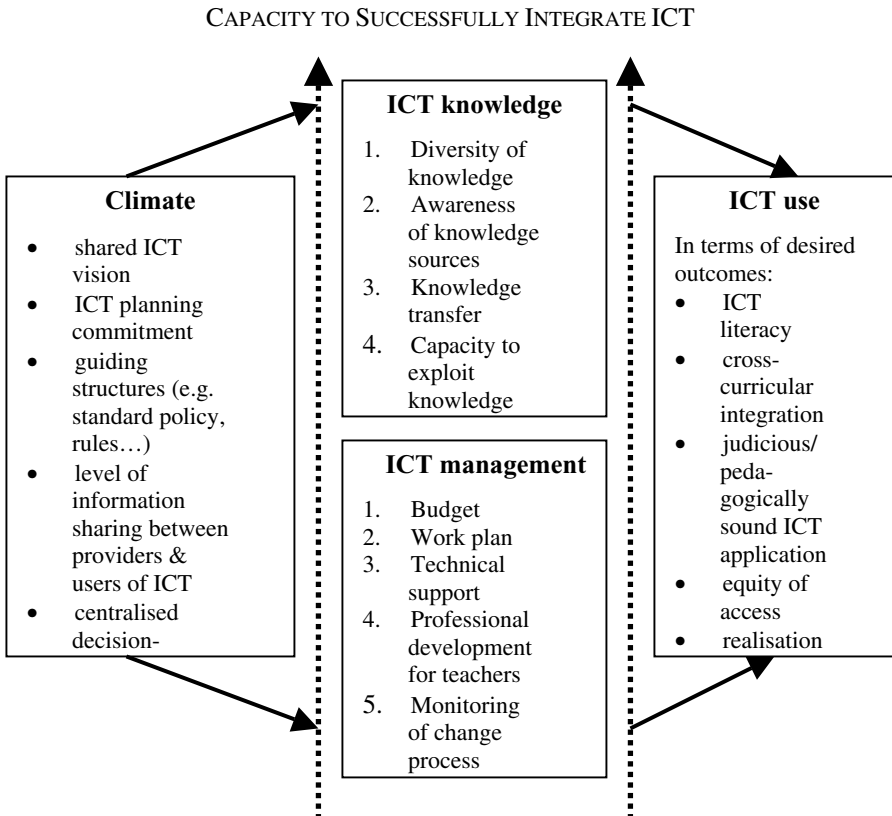 CAPACITY TO SUCCESSFULLY INTEGRATE ICT
Climate
• shared ICT
vision
• ICT planning
commitment
• guiding
structures (e.g.
standard policy,
rules…)
• level of
information
sharing between
providers &
users of ICT
• centralised
decision-
ICT knowledge
1. Diversity of
knowledge
2. Awareness
of knowledge
sources
3. Knowledge
transfer
4. Capacity to
exploit
knowledge
ICT management
1. Budget
2. Work plan
3. Technical
support
4. Professional
development
for teachers
5. Monitoring
of change
process
ICT use
In terms of desired
outcomes:
• ICT
literacy
• cross-
curricular
integration
• judicious/
peda-
gogically
sound ICT
application
• equity of
access
• realisation